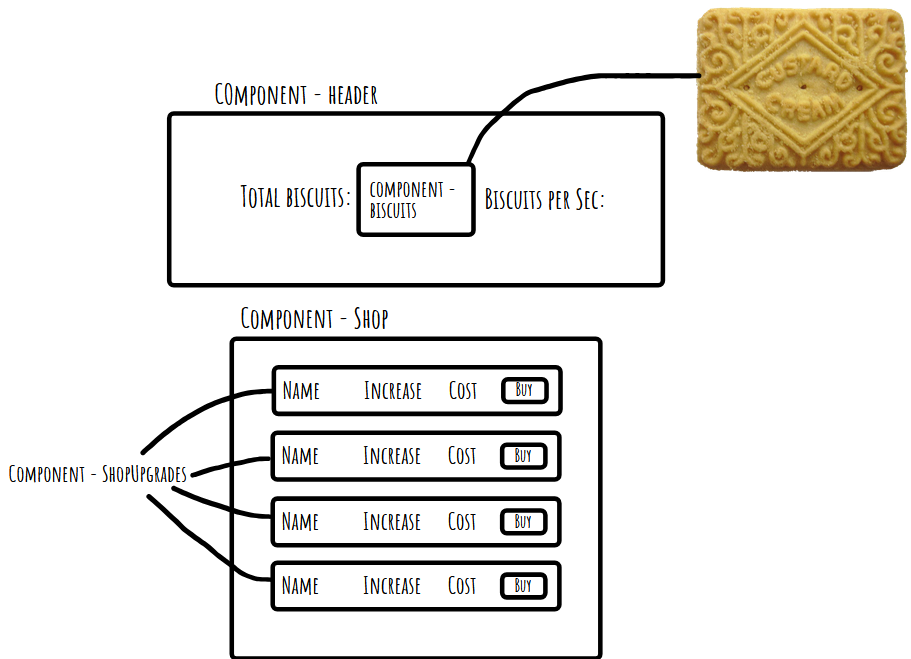 CUSTARD
CREAM
COmponent - header
Total biscuits:
component -
biscuits
Biscuits per Sec:
Component - Shop
Name Increase Cost Buy
Name Increase Cost Buy
Component - ShopUpgrades
Name Increase Cost Buy
Name Increase Cost Buy